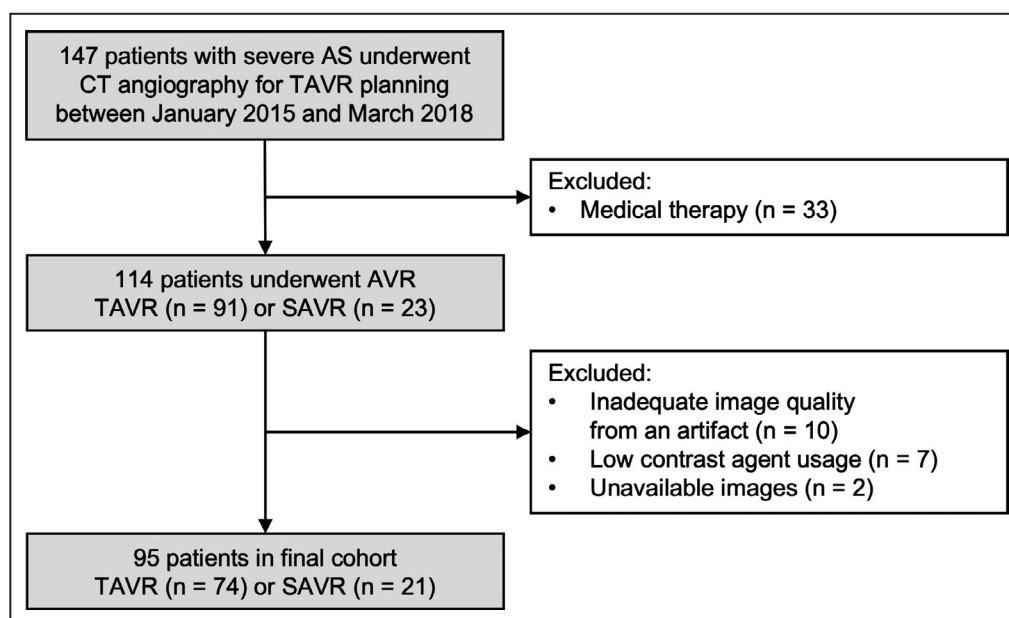 147 patients with severe AS underwent
CT angiography for TAVR planning
between January 2015 and March 2018
Excluded:
• Medical therapy (n = 33)
114 patients underwent AVR
TAVR (n = 91) or SAVR (n = 23)
Excluded:
• Inadequate image quality
from an artifact (n = 10)
• Low contrast agent usage (n = 7)
• Unavailable images (n = 2)
95 patients in final cohort
TAVR (n = 74) or SAVR (n = 21)